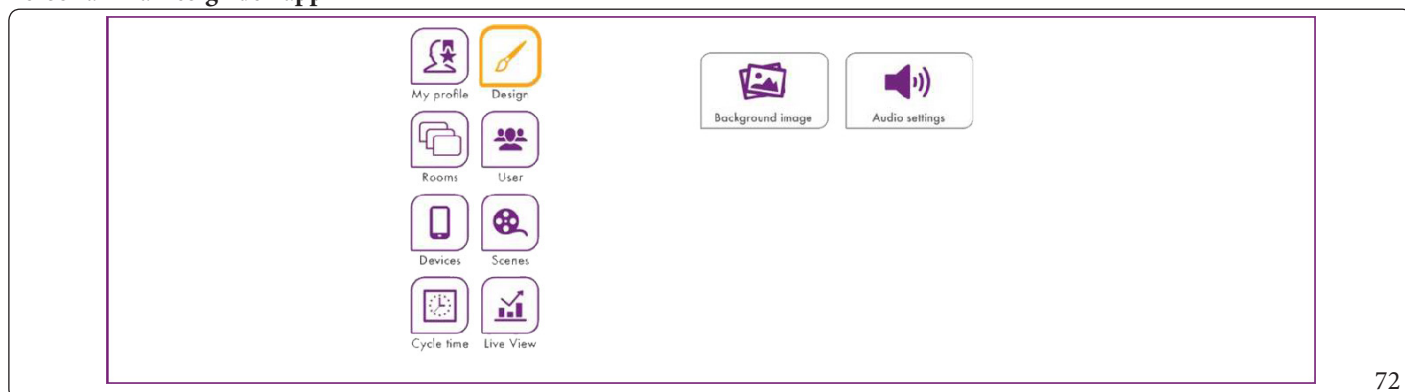 My profile
Design
Background image
Audio settings
Rooms
User
Devices
Scenes
Cycle time
Live View
72